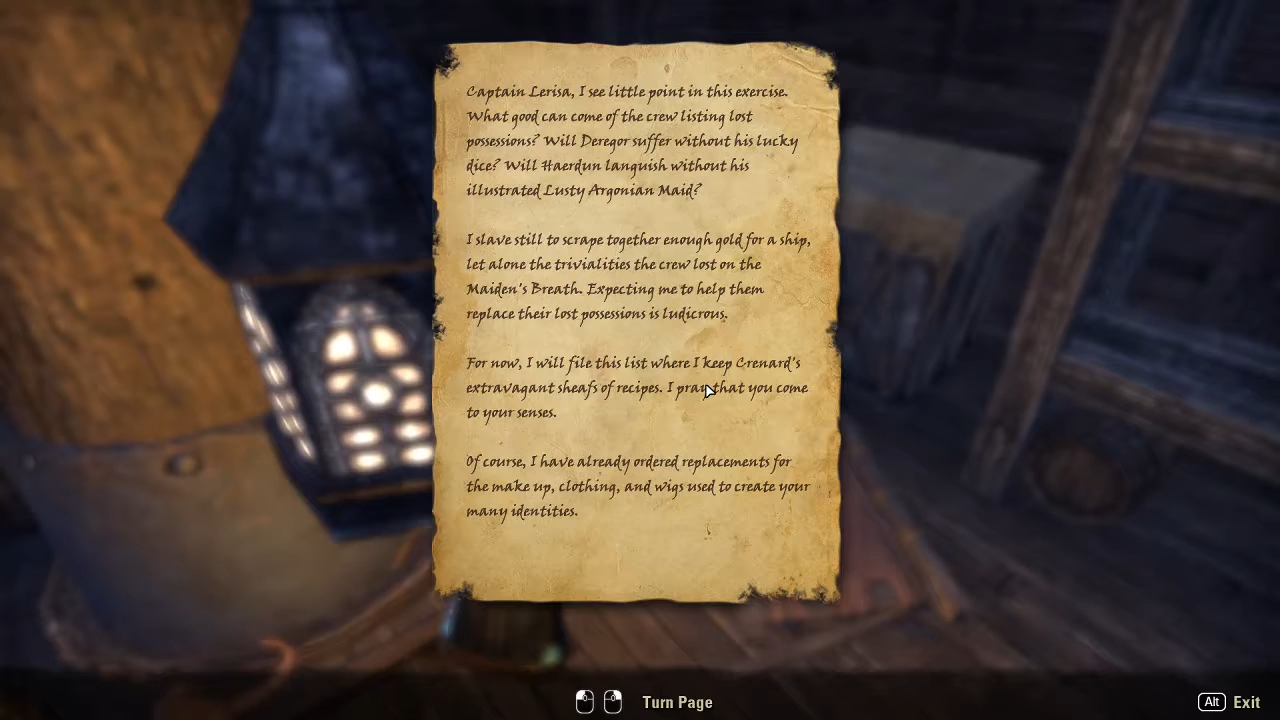 Captain Lerisa, I see little point in this exercise.
What good can come of the crew listing lost
possessions? Will Deregor suffer without his lucky
dice? Will Haerdun languish without his
illustrated Lusty Argonian Maid?
I slave still to scrape together enough gold for a ship,
let alone the trivialities the crew lost on the
Maiden's Breath. Expecting me to help them
replace their lost possessions is ludicrous.
For now, I will file this list where I keep Grenard's
extravagant sheafs of recipes. I pray that you come
to your senses.
Of course, I have already ordered replacements for
the make up, clothing, and wigs used to create your
many identities.
Turn Page
Alt Exit